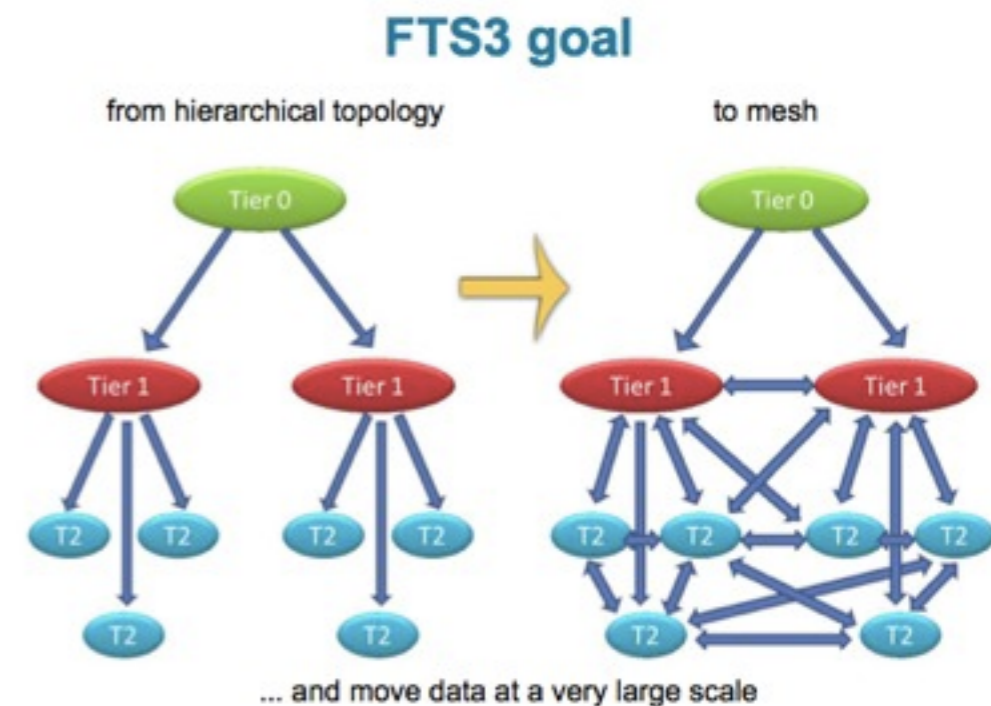 FTS3 goal
from hierarchical topology
to mesh
Tier 0
Tier 0
Tier 1
Tier 1
Tier 1
Tier 1
T2
T2
T2
T2
T2
T2
T2
T2
T2
T2
T2
T2
... and move data at a very large scale